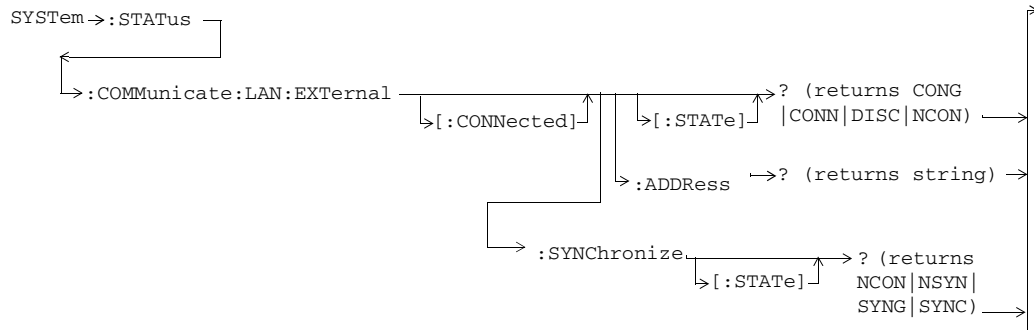 SYSTem :STATus
:COMMunicate:LAN:EXTernal
[:CONNected]
[:STATe]
? (returns CONG
|CONN|DISC|NCON)
:ADDRess ? (returns string)
:SYNChronize
[:STATe]
? (returns
NCON|NSYN|
SYNG|SYNC)